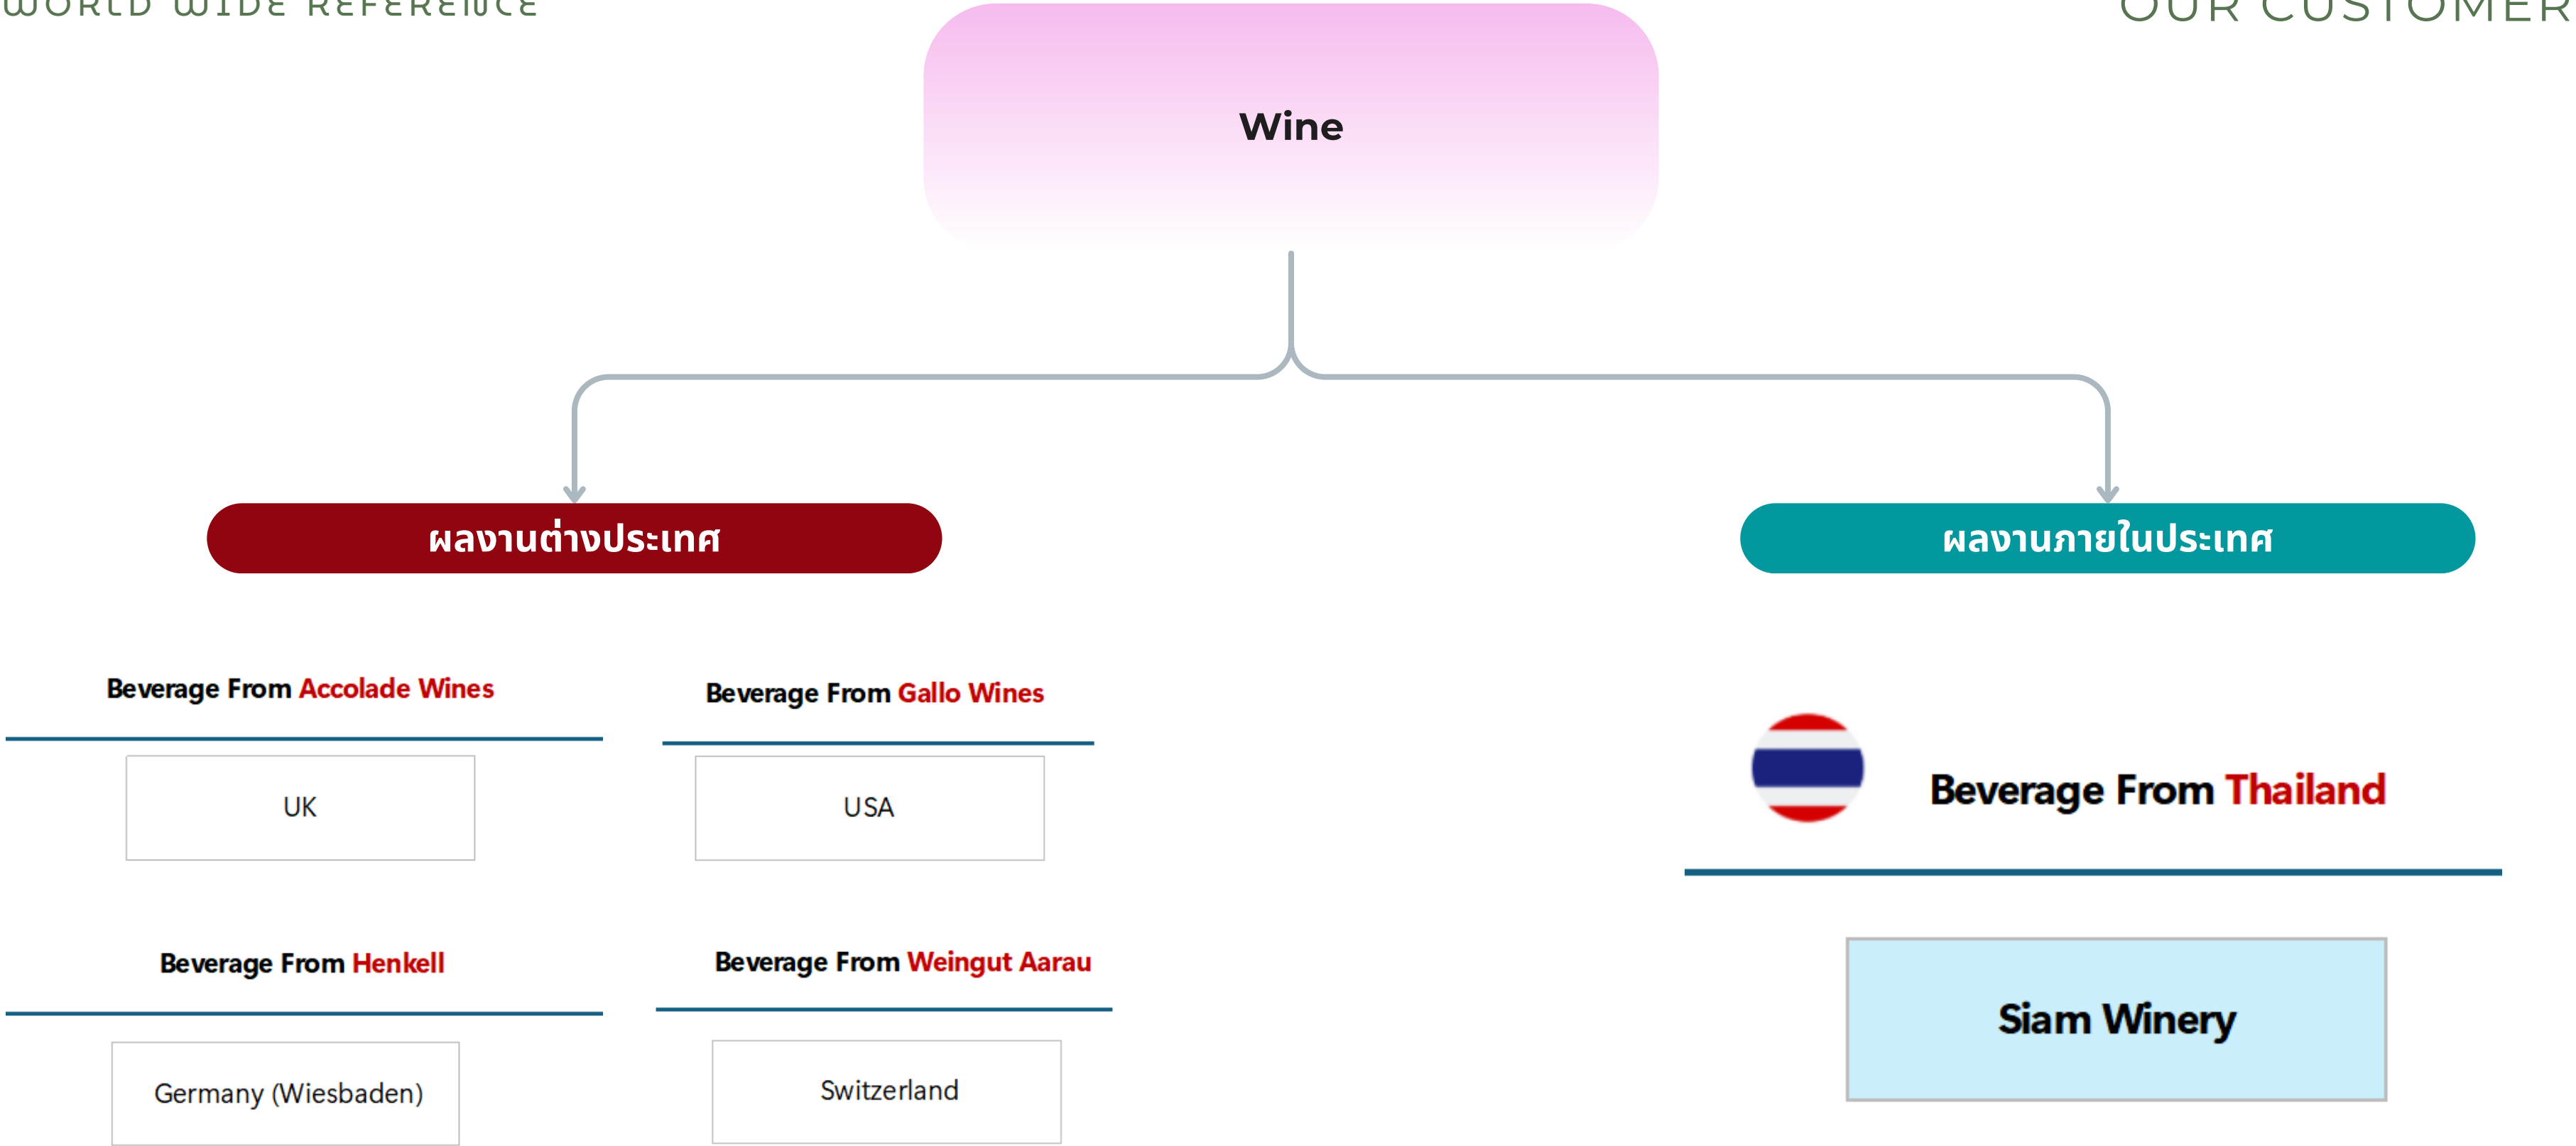 WORLD WIDE REFERENCE
OUR CUSTOMER
Wine
ผลงานต่างประเทศ
ผลงานภายในประเทศ
Beverage From Accolade Wines
Beverage From Gallo Wines
UK
USA
Beverage From Thailand
Beverage From Henkell
Beverage From Weingut Aarau
Siam Winery
Germany (Wiesbaden)
Switzerland